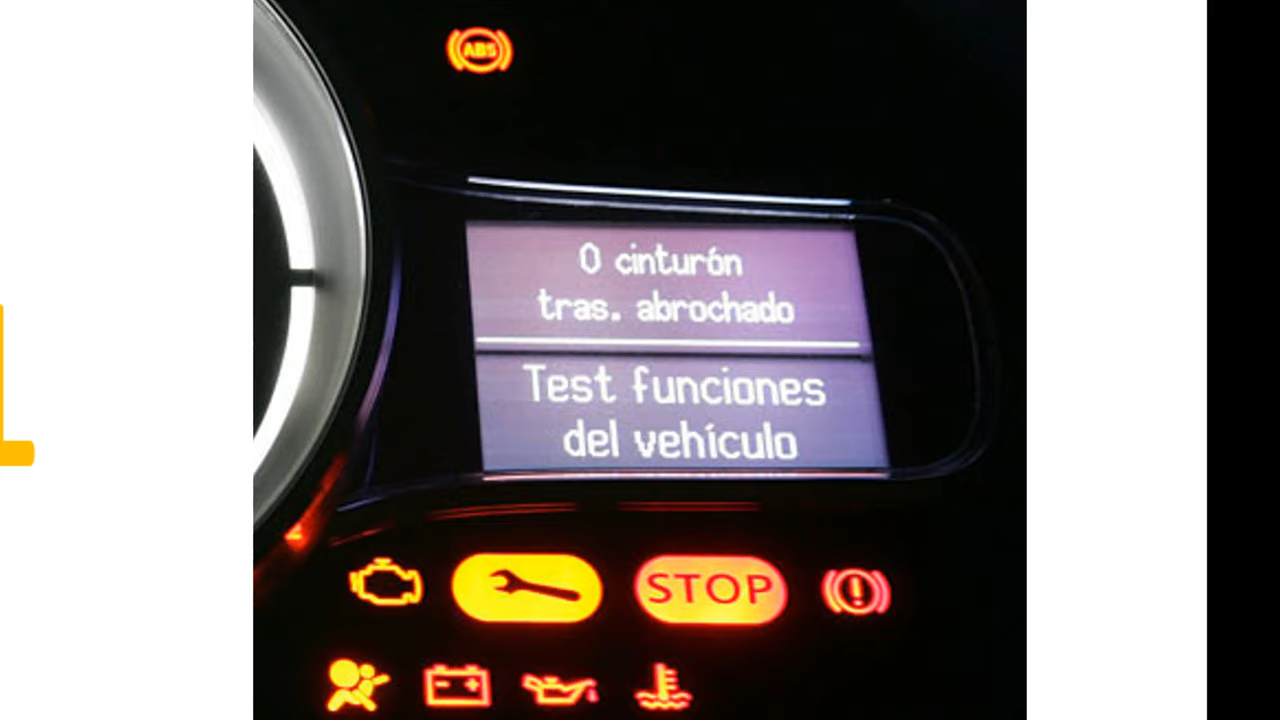 ABS
0 cinturón
tras. abrochado
Test funciones
del vehículo
STOP